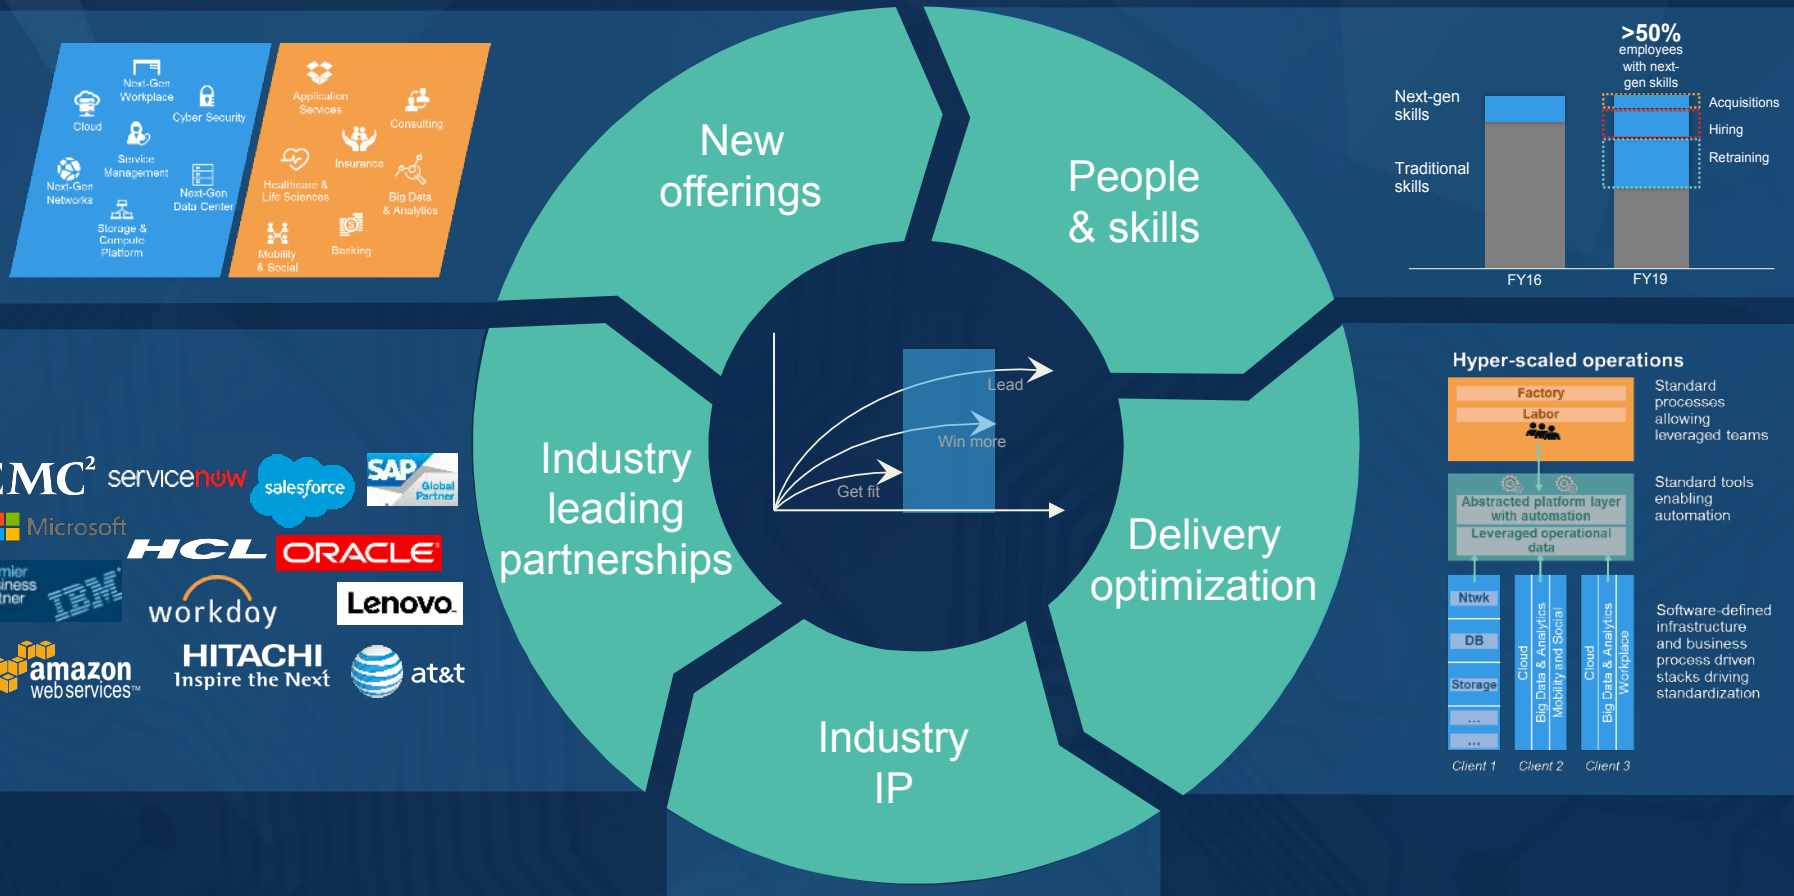 Next-Gen
Workplace
Cloud
Cyber Security
Service
Management
Next-Gen
Networks
Next-Gen
Data Center
Storage &
Compute
Platform
Application
Services
Consulting
Insurance
Healthcare &
Life Sciences
Big Data
& Analytics
Banking
Mobility
& Social
New
offerings
People
& skills
>50%
employees
with next-
gen skills
Next-gen
skills
Traditional
skills
Acquisitions
Hiring
Retraining
FY16
FY19
Industry
leading
partnerships
Lead
Win more
Get fit
Delivery
optimization
Industry
IP
MC²
servicenow
salesforce
SAP
Global
Partner
Microsoft
HCL
ORACLE
IBM
workday
Lenovo
amazon
web services™
HITACHI
Inspire the Next
at&t
Hyper-scaled operations
Factory
Labor
Standard
processes
allowing
leveraged teams
Abstracted platform layer
with automation
Leveraged operational
data
Standard tools
enabling
automation
Ntwk
DB
Storage
...
...
Cloud
Big Data & Analytics
Mobility and Social
Cloud
Big Data & Analytics
Workplace
Software-defined
infrastructure
and business
process driven
stacks driving
standardization
Client 1
Client 2
Client 3